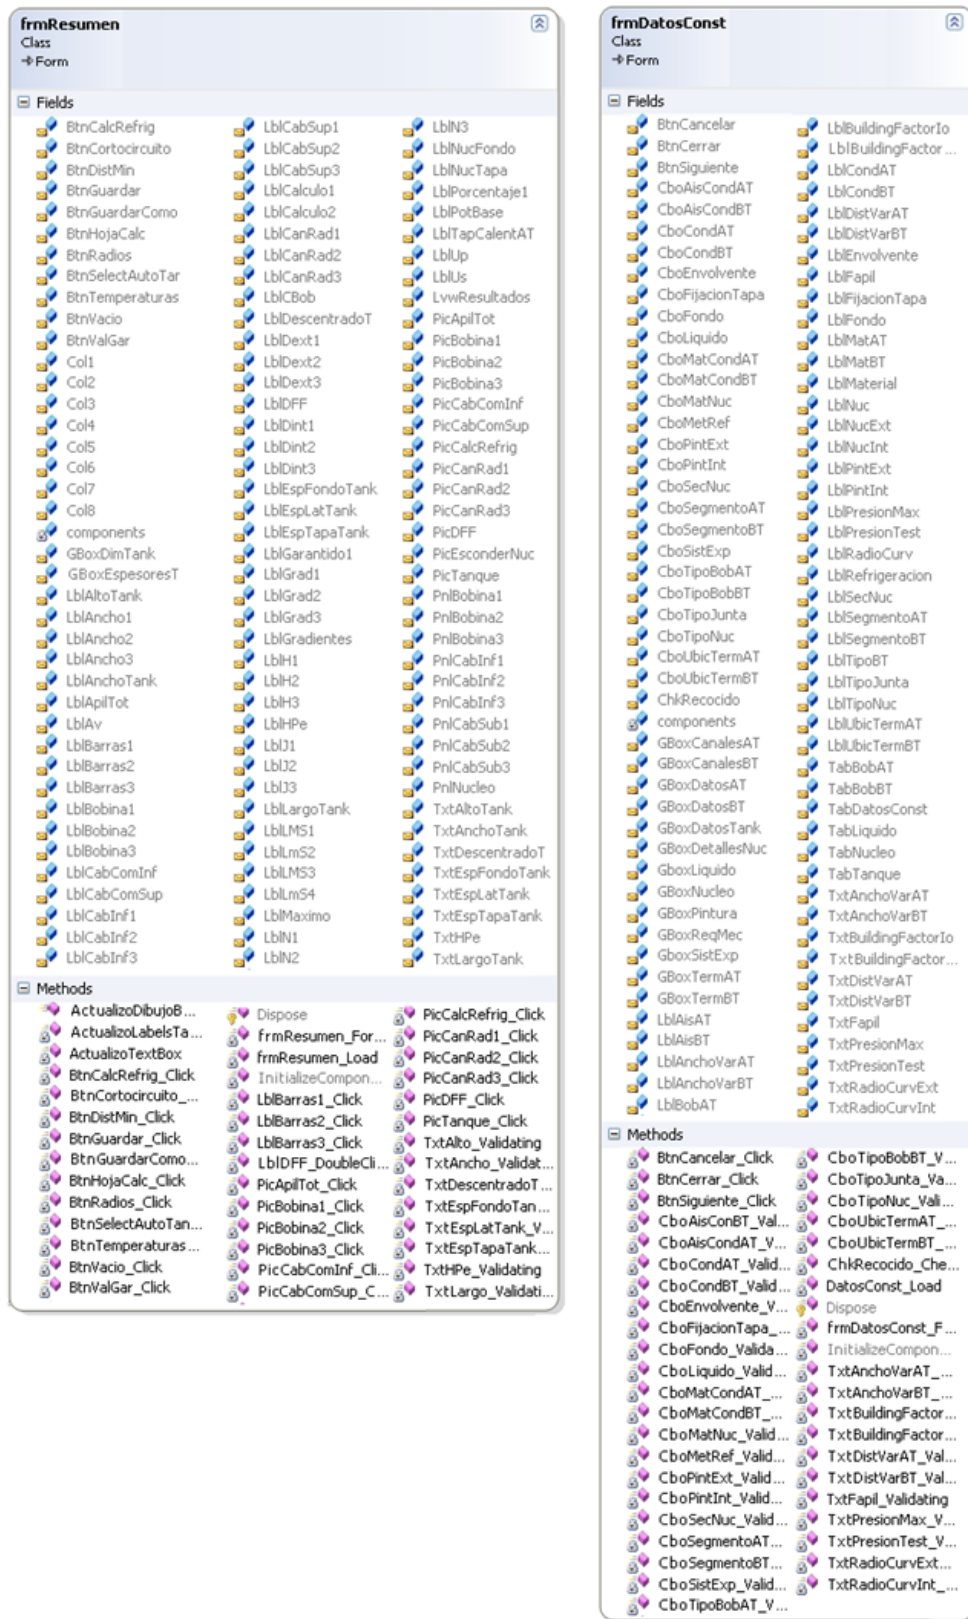 frmResumen
Class
Form
Fields
BtnCalcRefrig
BtnCortocircuito
BtnDistMin
BtnGuardar
BtnGuardarComo
BtnHojaCalc
BtnRadios
BtnSelectAutoTar
BtnTemperaturas
BtnVacio
BtnValGar
Col1
Col2
Col3
Col4
Col5
Col6
Col7
Col8
components
GBoxDimTank
GBoxEspesoresT
LblAltoTank
LblAncho1
LblAncho2
LblAncho3
LblAnchoTank
LblApilTot
LblAv
LblBarras1
LblBarras2
LblBarras3
LblBobina1
LblBobina2
LblBobina3
LblCabComInf
LblCabComSup
LblCabInf1
LblCabInf2
LblCabInf3
LblCabSup1
LblCabSup2
LblCabSup3
LblCalculo1
LblCalculo2
LblCanRad1
LblCanRad2
LblCanRad3
LblCBob
LblDescentradoT
LblDext1
LblDext2
LblDext3
LblDFF
LblDint1
LblDint2
LblDint3
LblEspFondoTank
LblEspLatTank
LblEspTapaTank
LblGarantido1
LblGrad1
LblGrad2
LblGrad3
LblGradientes
LblH1
LblH2
LblH3
LblHPe
LblJ1
LblJ2
LblJ3
LblLargoTank
LblLMS1
LblLmS2
LblLMS3
LblLmS4
LblMaximo
LblN1
LblN2
LblN3
LblNucFondo
LblNucTapa
LblPorcentaje1
LblPotBase
LblTapCalentAT
LblUp
LblUs
LvwResultados
PicApilTot
PicBobina1
PicBobina2
PicBobina3
PicCabComInf
PicCabComSup
PicCalcRefrig
PicCanRad1
PicCanRad2
PicCanRad3
PicDFF
PicEsconderNuc
PicTanque
PnlBobina1
PnlBobina2
PnlBobina3
PnlCabInf1
PnlCabInf2
PnlCabInf3
PnlCabSub1
PnlCabSub2
PnlCabSub3
PnlNucleo
TxtAltoTank
TxtAnchoTank
TxtDescentradoT
TxtEspFondoTank
TxtEspLatTank
TxtEspTapaTank
TxtHPe
TxtLargoTank
Methods
ActualizoDibujoB...
ActualizoLabelsTa...
ActualizoTextBox
BtnCalcRefrig_Click
BtnCortocircuito_...
BtnDistMin_Click
BtnGuardar_Click
BtnGuardarComo...
BtnHojaCalc_Click
BtnRadios_Click
BtnSelectAutoTan...
BtnTemperaturas...
BtnVacio_Click
BtnValGar_Click
Dispose
frmResumen_For...
frmResumen_Load
InitializeCompon...
LblBarras1_Click
LblBarras2_Click
LblBarras3_Click
LblDFF_DoubleCli...
PicApilTot_Click
PicBobina1_Click
PicBobina2_Click
PicBobina3_Click
PicCabComInf_Cli...
PicCabComSup_C...
PicCalcRefrig_Click
PicCanRad1_Click
PicCanRad2_Click
PicCanRad3_Click
PicDFF_Click
PicTanque_Click
TxtAlto_Validating
TxtAncho_Validat...
TxtDescentradoT...
TxtEspFondoTan...
TxtEspLatTank_V...
TxtEspTapaTank...
TxtHPe_Validating
TxtLargo_Validati...
frmDatosConst
Class
Form
Fields
BtnCancelar
BtnCerrar
BtnSiguiente
CboAisCondAT
CboAisCondBT
CboCondAT
CboCondBT
CboEnvolvente
CboFijacionTapa
CboFondo
CboLiquido
CboMatCondAT
CboMatCondBT
CboMatNuc
CboMetRef
CboPintExt
CboPintInt
CboSecNuc
CboSegmentoAT
CboSegmentoBT
CboSistExp
CboTipoBobAT
CboTipoBobBT
CboTipoJunta
CboTipoNuc
CboUbicTermAT
CboUbicTermBT
ChkRecocido
components
GBoxCanalesAT
GBoxCanalesBT
GBoxDatosAT
GBoxDatosBT
GBoxDatosTank
GBoxDetallesNuc
GboxLiquido
GBoxNucleo
GBoxPintura
GBoxReqMec
GboxSistExp
GBoxTermAT
GBoxTermBT
LblAisAT
LblAisBT
LblAnchoVarAT
LblAnchoVarBT
LblBobAT
LblBuildingFactorIo
LblBuildingFactor...
LblCondAT
LblCondBT
LblDistVarAT
LblDistVarBT
LblEnvolvente
LblFapil
LblFijacionTapa
LblFondo
LblMatAT
LblMatBT
LblMaterial
LblNuc
LblNucExt
LblNucInt
LblPintExt
LblPintInt
LblPresionMax
LblPresionTest
LblRadioCurv
LblRefrigeracion
LblSecNuc
LblSegmentoAT
LblSegmentoBT
LblTipoBT
LblTipoJunta
LblTipoNuc
LblUbicTermAT
LblUbicTermBT
TabBobAT
TabBobBT
TabDatosConst
TabLiquido
TabNucleo
TabTanque
TxtAnchoVarAT
TxtAnchoVarBT
TxtBuildingFactorIo
TxtBuildingFactor...
TxtDistVarAT
TxtDistVarBT
TxtFapil
TxtPresionMax
TxtPresionTest
TxtRadioCurvExt
TxtRadioCurvInt
Methods
BtnCancelar_Click
BtnCerrar_Click
BtnSiguiente_Click
CboAisConBT_Val...
CboAisCondAT_V...
CboCondAT_Valid...
CboCondBT_Valid...
CboEnvolvente_V...
CboFijacionTapa_...
CboFondo_Valida...
CboLiquido_Valid...
CboMatCondAT_...
CboMatCondBT_...
CboMatNuc_Valid...
CboMetRef_Valid...
CboPintExt_Valid...
CboPintInt_Valid...
CboSecNuc_Valid...
CboSegmentoAT...
CboSegmentoBT...
CboSistExp_Valid...
CboTipoBobAT_V...
CboTipoBobBT_V...
CboTipoJunta_Va...
CboTipoNuc_Vali...
CboUbicTermAT_...
CboUbicTermBT_...
ChkRecocido_Che...
DatosConst_Load
Dispose
frmDatosConst_F...
InitializeCompon...
TxtAnchoVarAT_...
TxtAnchoVarBT_...
TxtBuildingFactor...
TxtBuildingFactor...
TxtDistVarAT_Val...
TxtDistVarBT_Val...
TxtFapil_Validating
TxtPresionMax_V...
TxtPresionTest_V...
TxtRadioCurvExt...
TxtRadioCurvInt_...